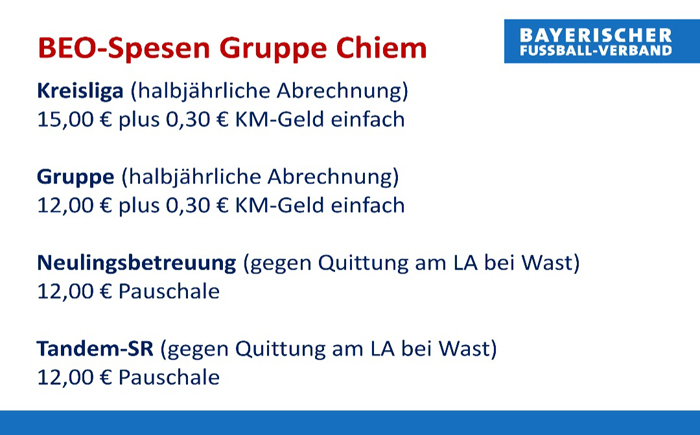 BEO-Spesen Gruppe Chiem
BAYERISCHER
FUSSBALL-VERBAND
Kreisliga (halbjährliche Abrechnung)
15,00 € plus 0,30 € KM-Geld einfach
Gruppe (halbjährliche Abrechnung)
12,00 € plus 0,30 € KM-Geld einfach
Neulingsbetreuung (gegen Quittung am LA bei Wast)
12,00 € Pauschale
Tandem-SR (gegen Quittung am LA bei Wast)
12,00 € Pauschale